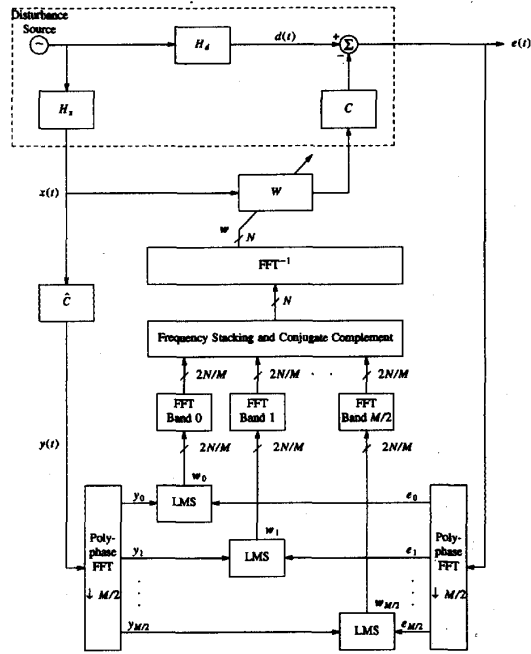 Disturbance
Source
~
H_d
d(t)
+
−
Σ
e(t)
H_x
C
x(t)
W
w
N
FFT⁻¹
Ĉ
N
Frequency Stacking and Conjugate Complement
2N/M
2N/M
· · ·
2N/M
FFT
Band 0
FFT
Band 1
FFT
Band M/2
y(t)
2N/M
2N/M
2N/M
w_0
y_0
LMS
e_0
w_1
Poly-
phase
FFT
↓ M/2
y_1
LMS
e_1
Poly-
phase
FFT
↓ M/2
w_{M/2}
y_{M/2}
LMS
e_{M/2}